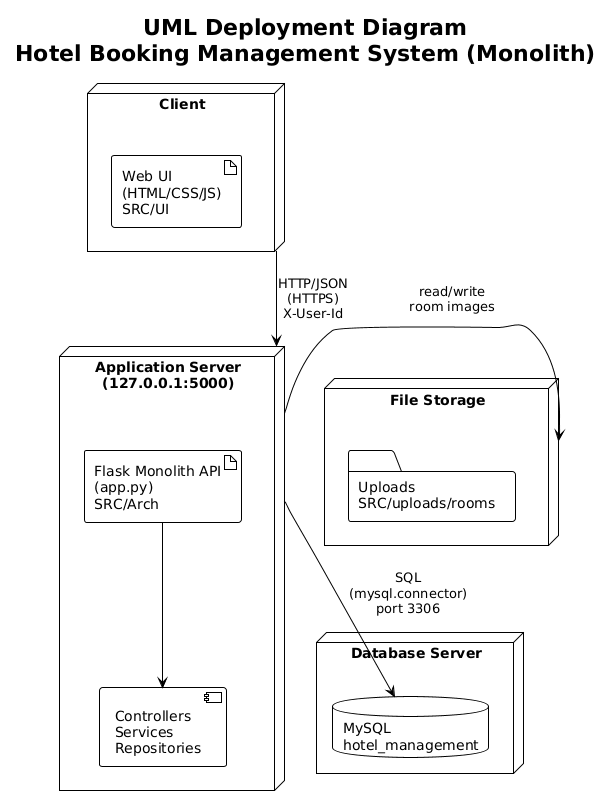 UML Deployment Diagram
Hotel Booking Management System (Monolith)
Client
Web UI
(HTML/CSS/JS)
SRC/UI
HTTP/JSON
(HTTPS)
X-User-Id
read/write
room images
Application Server
(127.0.0.1:5000)
Flask Monolith API
(app.py)
SRC/Arch
File Storage
Uploads
SRC/uploads/rooms
SQL
(mysql.connector)
port 3306
Controllers
Services
Repositories
Database Server
MySQL
hotel_management